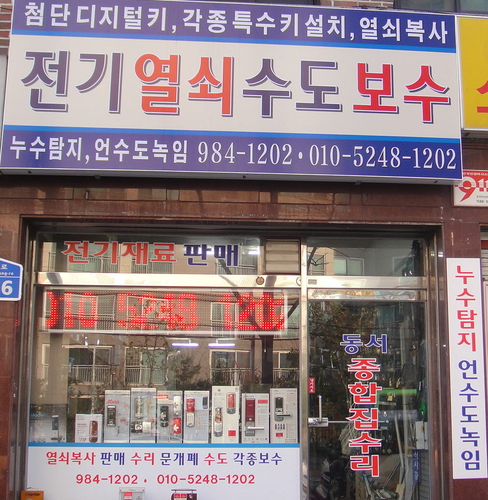 첨단디지털키,각종특수키설치,열쇠복사
전기열쇠수도보수
누수탐지,언수도녹임 984-1202·010-5248-1202
전기재료 판매
010 5248 1202
동서
종합집수리
누수탐지 언수도녹임
열쇠복사 판매 수리 문개폐 수도 각종보수
984-1202· 010-5248-1202
6